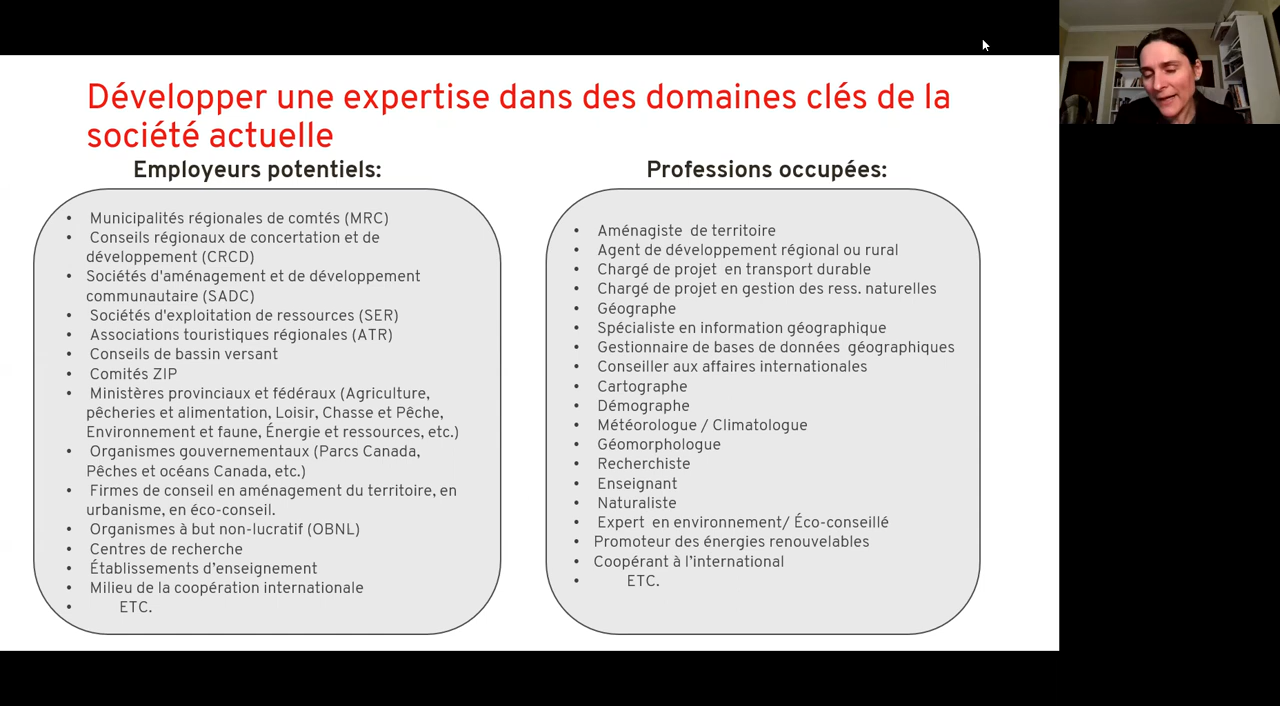 Développer une expertise dans des domaines clés de la
société actuelle
Employeurs potentiels:
• Municipalités régionales de comtés (MRC)
• Conseils régionaux de concertation et de
développement (CRCD)
• Sociétés d'aménagement et de développement
communautaire (SADC)
• Sociétés d'exploitation de ressources (SER)
• Associations touristiques régionales (ATR)
• Conseils de bassin versant
• Comités ZIP
• Ministères provinciaux et fédéraux (Agriculture,
pêcheries et alimentation, Loisir, Chasse et Pêche,
Environnement et faune, Énergie et ressources, etc.)
• Organismes gouvernementaux (Parcs Canada,
Pêches et océans Canada, etc.)
• Firmes de conseil en aménagement du territoire, en
urbanisme, en éco-conseil.
• Organismes à but non-lucratif (OBNL)
• Centres de recherche
• Établissements d’enseignement
• Milieu de la coopération internationale
• ETC.
Professions occupées:
• Aménagiste de territoire
• Agent de développement régional ou rural
• Chargé de projet en transport durable
• Chargé de projet en gestion des ress. naturelles
• Géographe
• Spécialiste en information géographique
• Gestionnaire de bases de données géographiques
• Conseiller aux affaires internationales
• Cartographe
• Démographe
• Météorologue / Climatologue
• Géomorphologue
• Recherchiste
• Enseignant
• Naturaliste
• Expert en environnement/ Éco-conseillé
• Promoteur des énergies renouvelables
• Coopérant à l’international
• ETC.